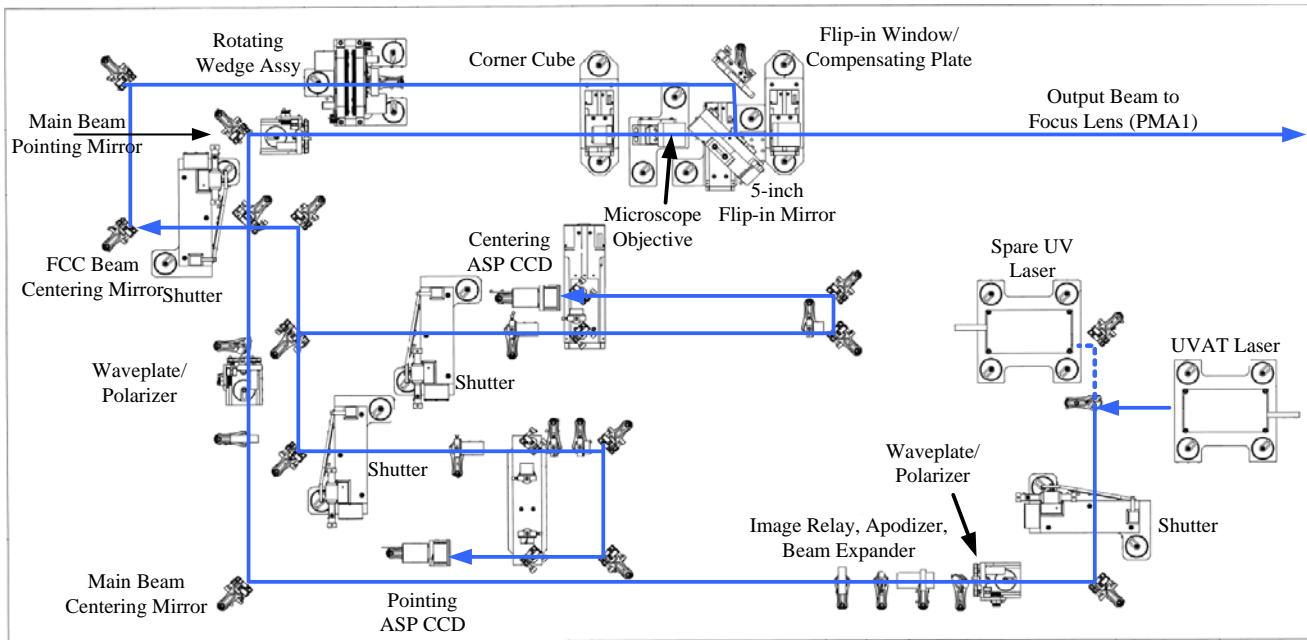 Rotating
Wedge Assy
Corner Cube
Flip-in Window/
Compensating Plate
Output Beam to
Focus Lens (PMA1)
Main Beam
Pointing Mirror
5-inch
Flip-in Mirror
Microscope
Objective
FCC Beam
Centering Mirror
Shutter
Centering
ASP CCD
Spare UV
Laser
UVAT Laser
Waveplate/
Polarizer
Shutter
Shutter
Waveplate/
Polarizer
Shutter
Image Relay, Apodizer,
Beam Expander
Main Beam
Centering Mirror
Pointing
ASP CCD